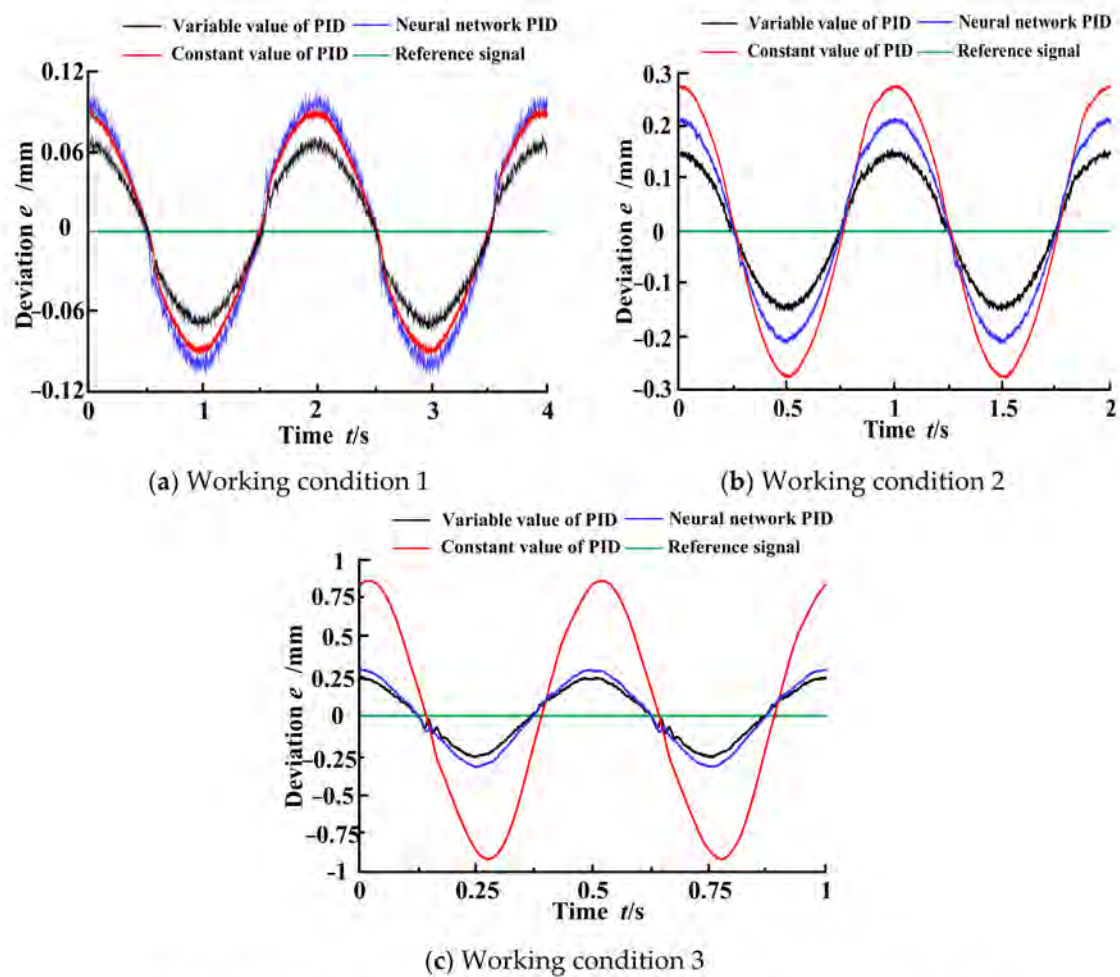 Variable value of PID Neural network PID
Constant value of PID Reference signal
0.12
0.06
0
−0.06
−0.12
Deviation e /mm
0 1 2 3 4
Time t/s
(a) Working condition 1
Variable value of PID Neural network PID
Constant value of PID Reference signal
0.3
0.2
0.1
0
−0.1
−0.2
−0.3
Deviation e /mm
0 0.5 1 1.5 2
Time t/s
(b) Working condition 2
Variable value of PID Neural network PID
Constant value of PID Reference signal
1
0.75
0.5
0.25
0
−0.25
−0.5
−0.75
−1
Deviation e /mm
0 0.25 0.5 0.75 1
Time t/s
(c) Working condition 3